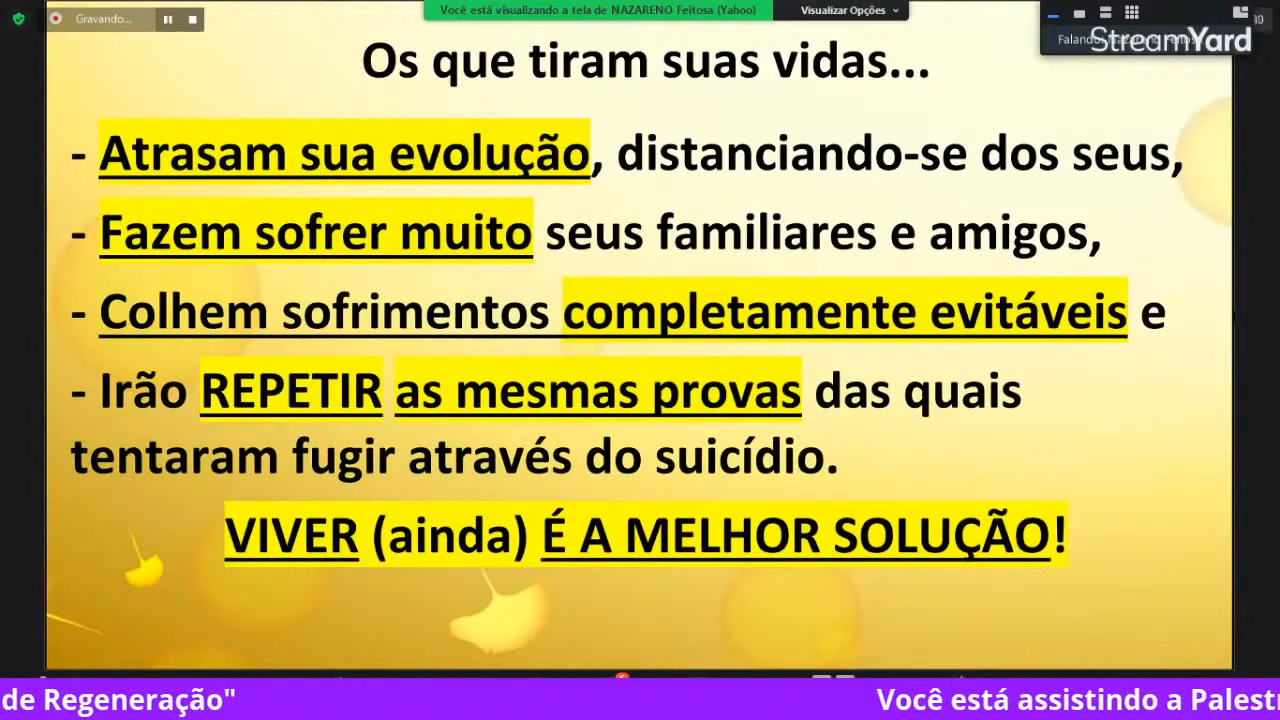 Gravando...
Você está visualizando a tela de NAZARENO Feitosa (Yahoo)
Visualizar Opções
StreamYard
Os que tiram suas vidas...
- Atrasam sua evolução, distanciando-se dos seus,
- Fazem sofrer muito seus familiares e amigos,
- Colhem sofrimentos completamente evitáveis e
- Irão REPETIR as mesmas provas das quais
tentaram fugir através do suicídio.
VIVER (ainda) É A MELHOR SOLUÇÃO!
de Regeneração" Você está assistindo a Palest